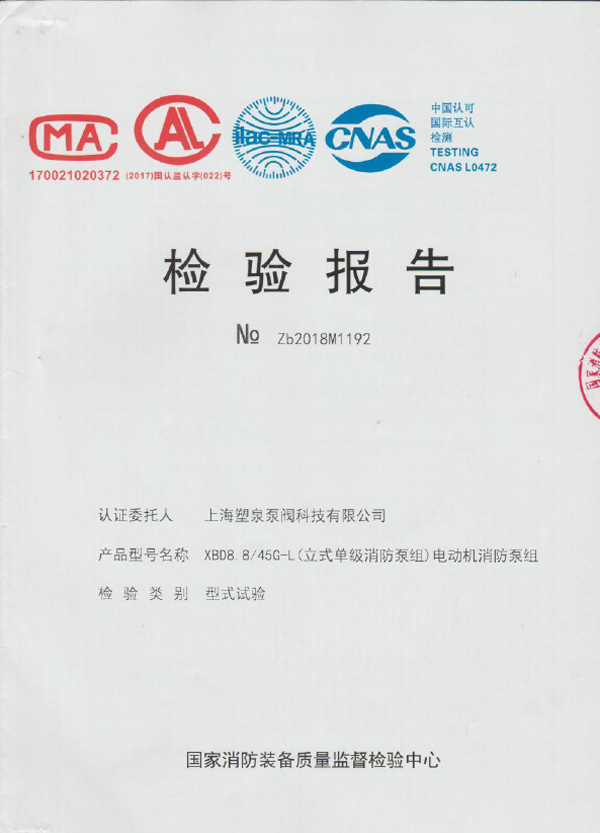 MA
170021020372
CAL
(2017)国认监认字(022)号
ilac-MRA
CNAS
中国认可
国际互认
检测
TESTING
CNAS L0472
检验报告
№ Zb2018M1192
国家消防
认证委托人 上海塑泉泵阀科技有限公司
产品型号名称 XBD8.8/45G-L(立式单级消防泵组)电动机消防泵组
检验类别 型式试验
国家消防装备质量监督检验中心